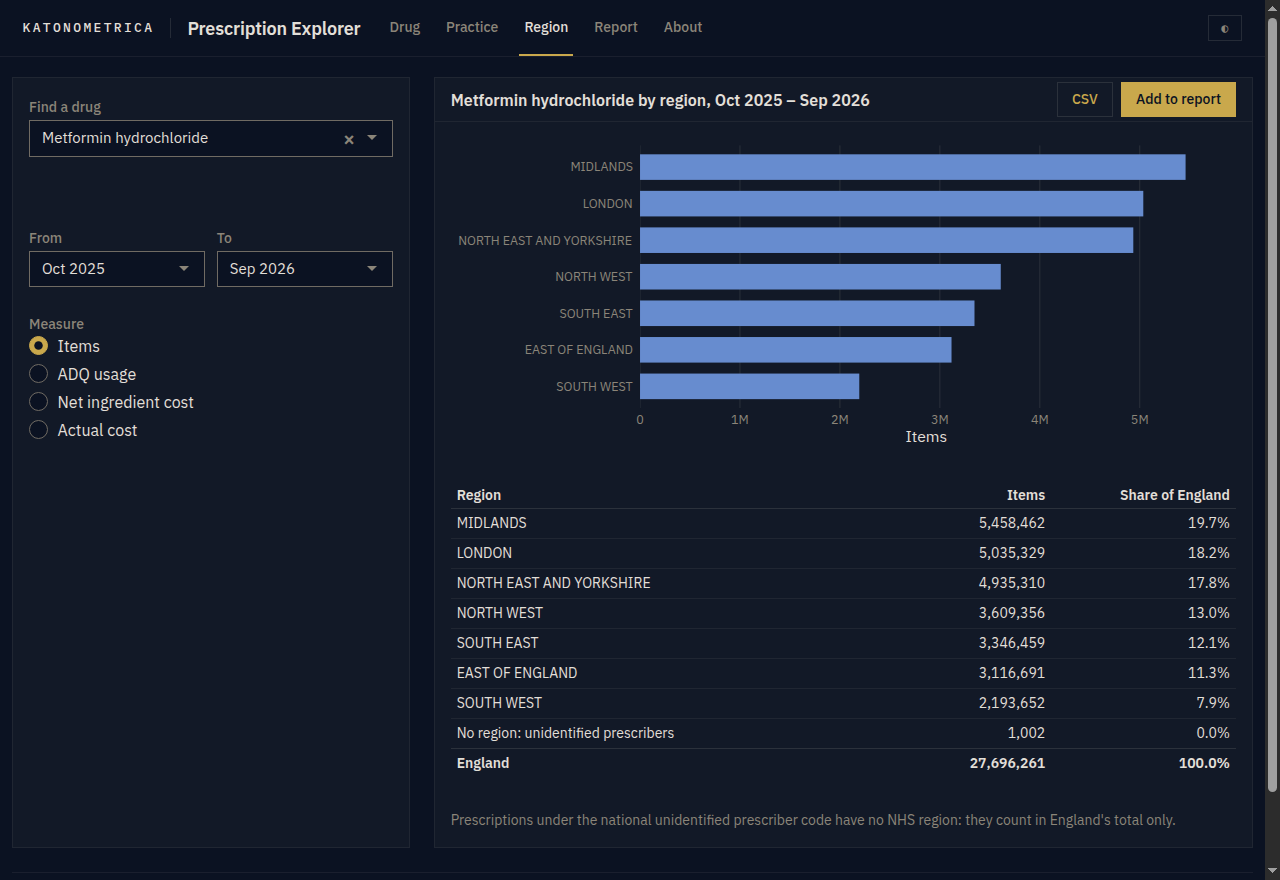 KATONOMETRICA Prescription Explorer Drug Practice Region Report About
Find a drug
Metformin hydrochloride
From To
Oct 2025 Sep 2026
Measure
Items
ADQ usage
Net ingredient cost
Actual cost
Metformin hydrochloride by region, Oct 2025 – Sep 2026 CSV Add to report
MIDLANDS
LONDON
NORTH EAST AND YORKSHIRE
NORTH WEST
SOUTH EAST
EAST OF ENGLAND
SOUTH WEST
0 1M 2M 3M 4M 5M
Items
Region Items Share of England
MIDLANDS 5,458,462 19.7%
LONDON 5,035,329 18.2%
NORTH EAST AND YORKSHIRE 4,935,310 17.8%
NORTH WEST 3,609,356 13.0%
SOUTH EAST 3,346,459 12.1%
EAST OF ENGLAND 3,116,691 11.3%
SOUTH WEST 2,193,652 7.9%
No region: unidentified prescribers 1,002 0.0%
England 27,696,261 100.0%
Prescriptions under the national unidentified prescriber code have no NHS region: they count in England's total only.